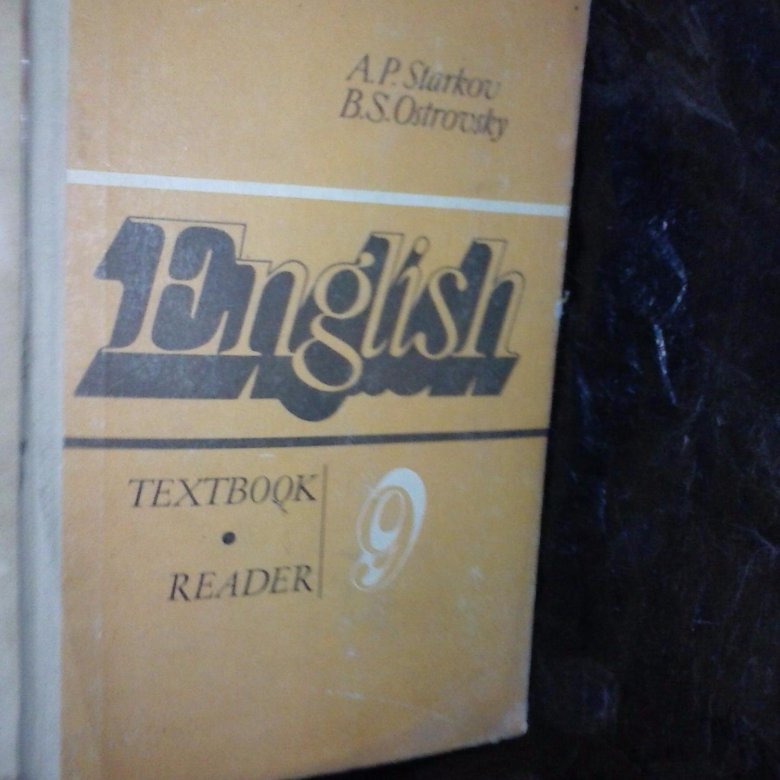 A.P. Starkov
B.S. Ostrovsky
English
TEXTBOOK
•
READER
9